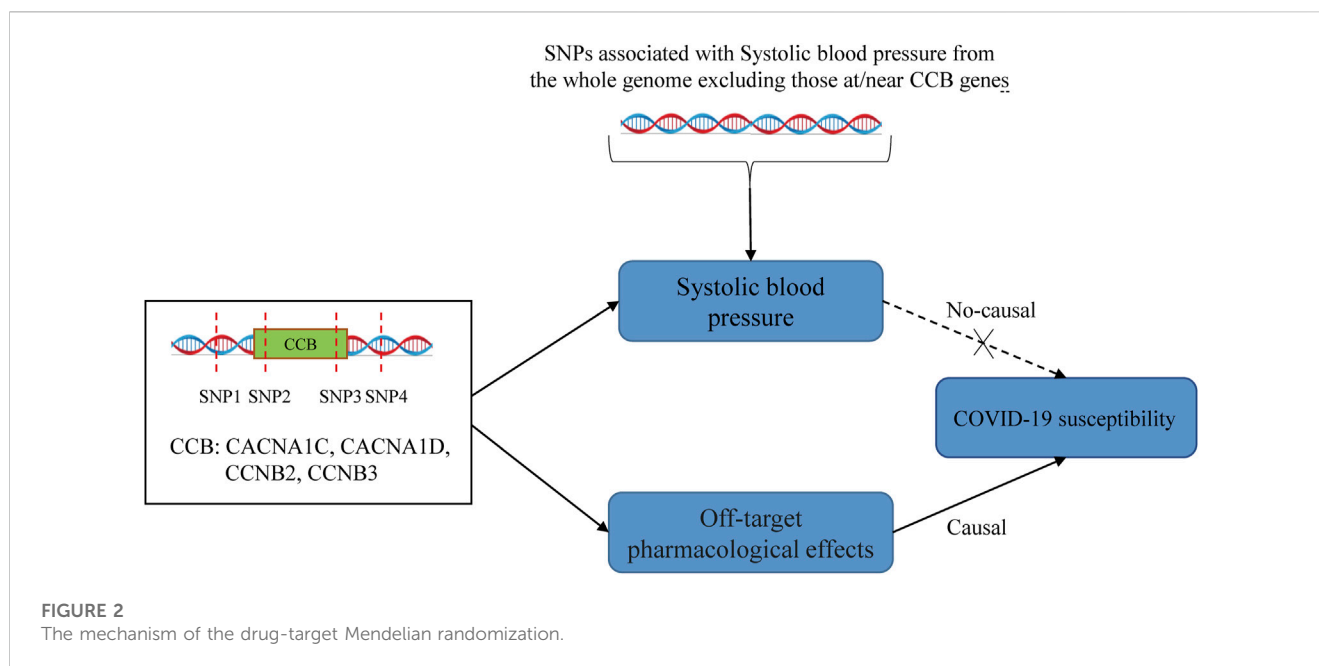 SNPs associated with Systolic blood pressure from
the whole genome excluding those at/near CCB genes
Systolic blood
pressure
No-causal
CCB
SNP1 SNP2 SNP3 SNP4
CCB: CACNA1C, CACNA1D,
CCNB2, CCNB3
COVID-19 susceptibility
Off-target
pharmacological effects
Causal
FIGURE 2
The mechanism of the drug-target Mendelian randomization.